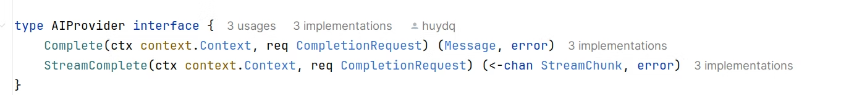 type AIProvider interface { 3 usages 3 implementations huydq
Complete(ctx context.Context, req CompletionRequest) (Message, error) 3 implementations
StreamComplete(ctx context.Context, req CompletionRequest) (<-chan StreamChunk, error) 3 implementations
}